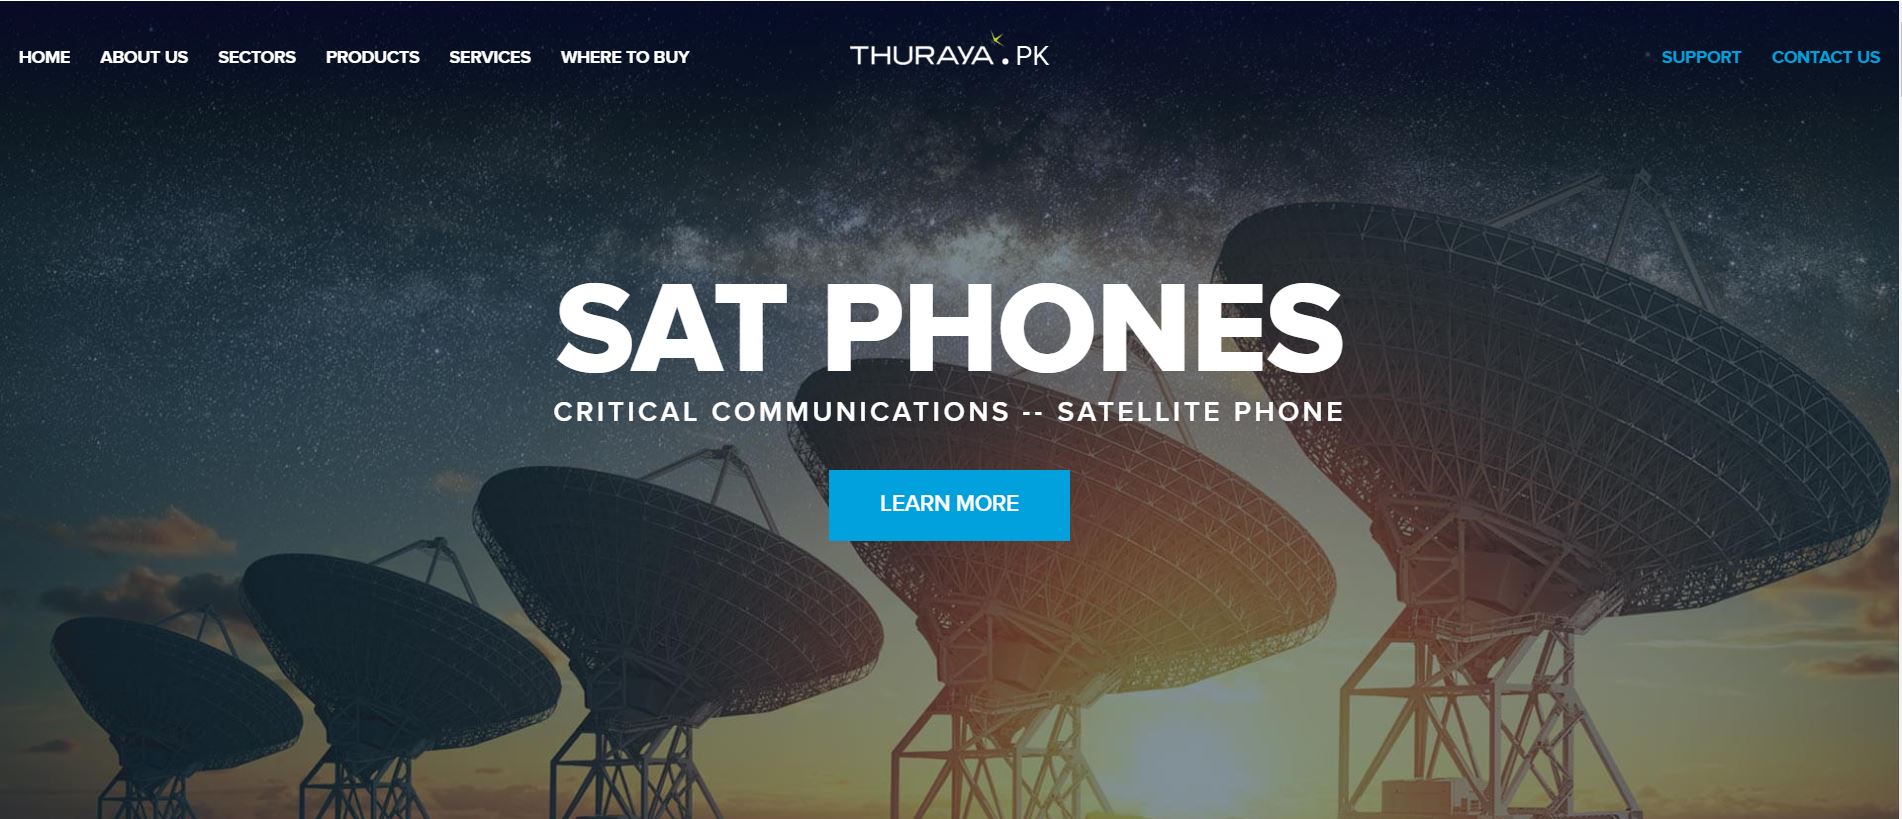 HOME ABOUT US SECTORS PRODUCTS SERVICES WHERE TO BUY THURAYA.PK SUPPORT CONTACT US
SAT PHONES
CRITICAL COMMUNICATIONS -- SATELLITE PHONE
LEARN MORE